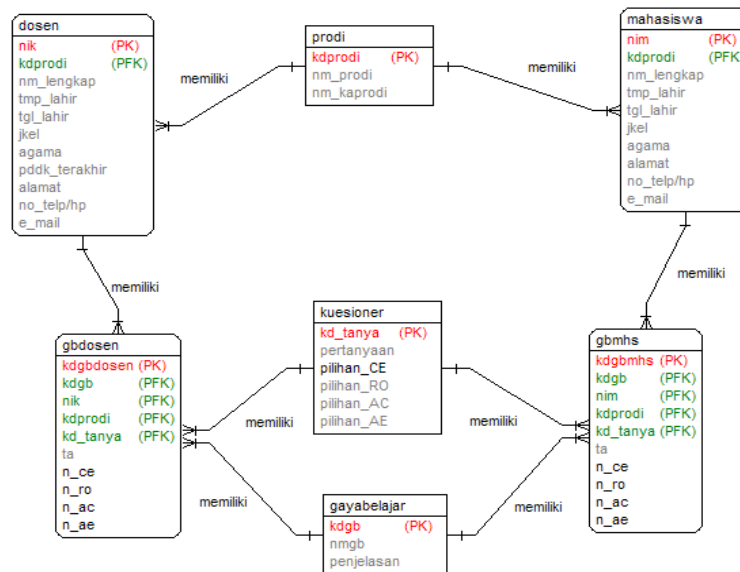 dosen
nik (PK)
kdprodi (PFK)
nm_lengkap
tmp_lahir
tgl_lahir
jkel
agama
pddk_terakhir
alamat
no_telp/hp
e_mail
memiliki
prodi
kdprodi (PK)
nm_prodi
nm_kaprodi
memiliki
mahasiswa
nim (PK)
kdprodi (PFK)
nm_lengkap
tmp_lahir
tgl_lahir
jkel
agama
alamat
no_telp/hp
e_mail
memiliki
memiliki
gbdosen
kdgbdosen (PK)
kdgb (PFK)
nik (PFK)
kdprodi (PFK)
kd_tanya (PFK)
ta
n_ce
n_ro
n_ac
n_ae
memiliki
memiliki
kuesioner
kd_tanya (PK)
pertanyaan
pilihan_CE
pilihan_RO
pilihan_AC
pilihan_AE
memiliki
memiliki
gayabelajar
kdgb (PK)
nmgb
penjelasan
gbmhs
kdgbmhs (PK)
kdgb (PFK)
nim (PFK)
kdprodi (PFK)
kd_tanya (PFK)
ta
n_ce
n_ro
n_ac
n_ae